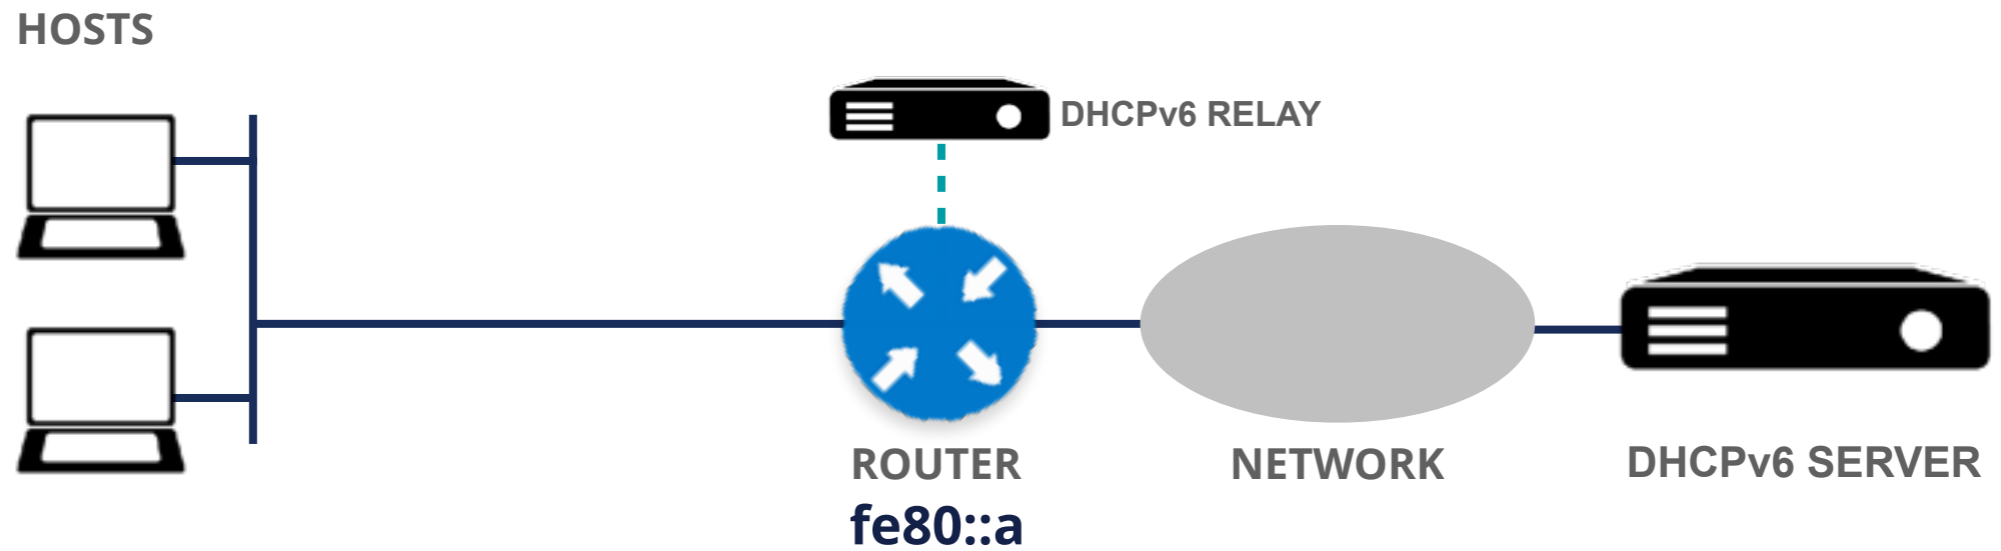 HOSTS
DHCPv6 RELAY
ROUTER
fe80::a
NETWORK
DHCPv6 SERVER